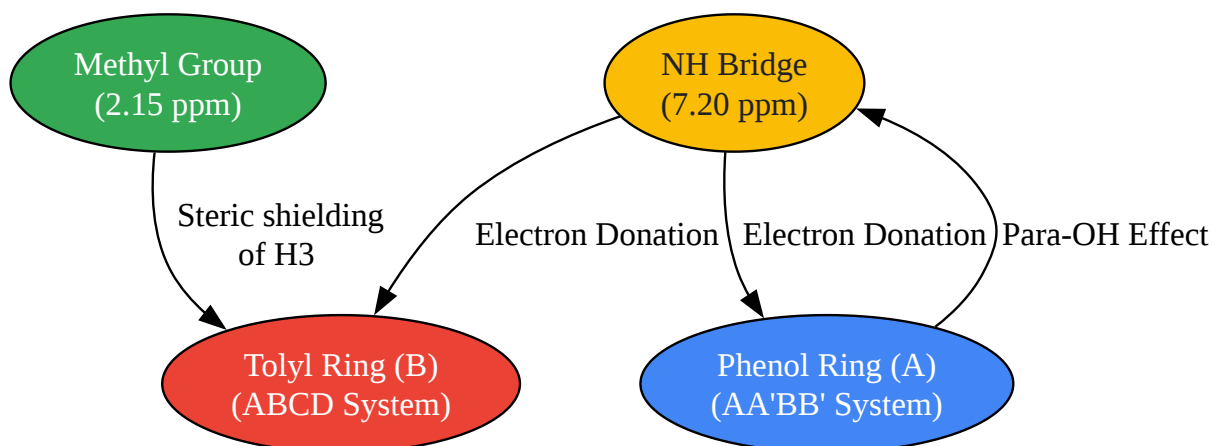 Methyl Group
(2.15 ppm)
NH Bridge
(7.20 ppm)
Steric shielding
of H3
Electron Donation
Electron Donation
Para-OH Effect
Tolyl Ring (B)
(ABCD System)
Phenol Ring (A)
(AA'BB' System)